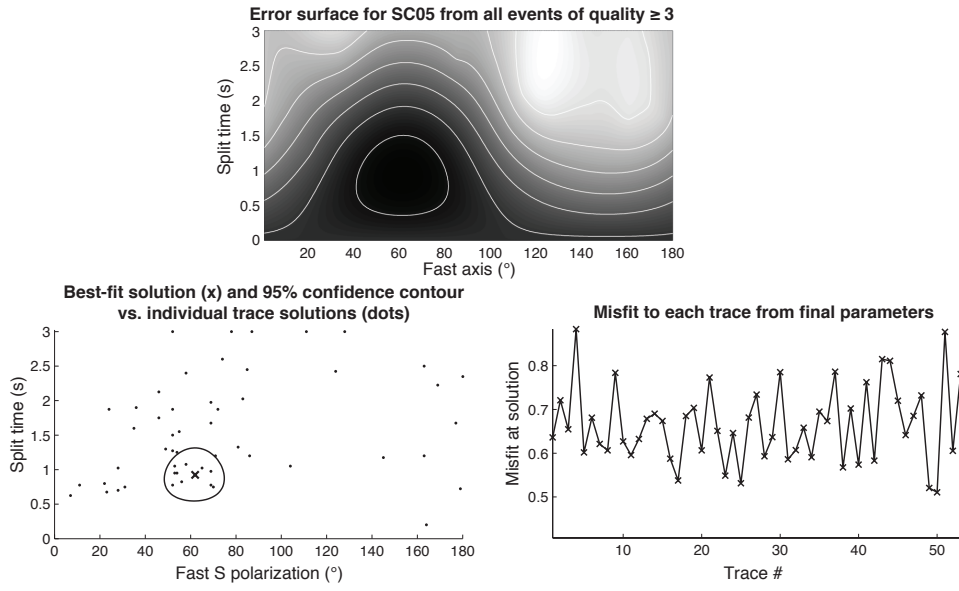 Error surface for SC05 from all events of quality ≥ 3
3
2.5
2
1.5
1
0.5
0
Split time (s)
20 40 60 80 100 120 140 160 180
Fast axis (°)
Best-fit solution (x) and 95% confidence contour
vs. individual trace solutions (dots)
3
2.5
2
1.5
1
0.5
0
Split time (s)
0 20 40 60 80 100 120 140 160 180
Fast S polarization (°)
Misfit to each trace from final parameters
0.8
0.7
0.6
0.5
Misfit at solution
10 20 30 40 50
Trace #